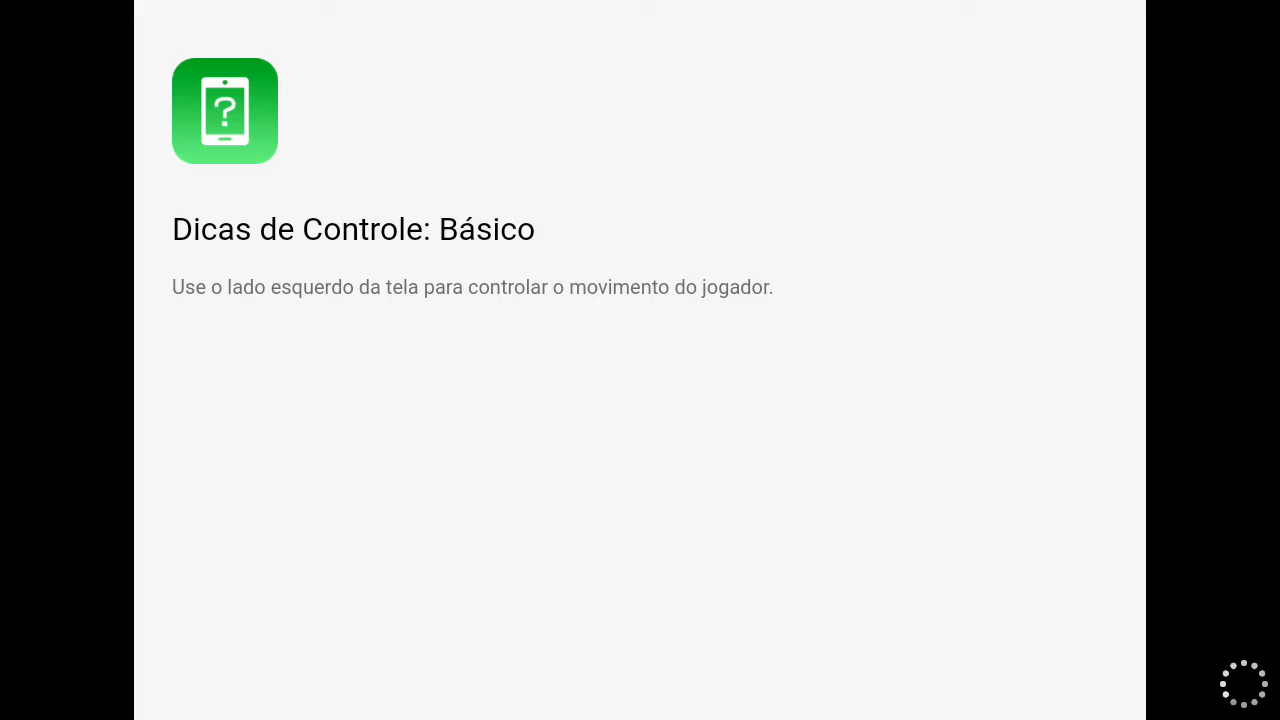 ?
Dicas de Controle: Básico
Use o lado esquerdo da tela para controlar o movimento do jogador.